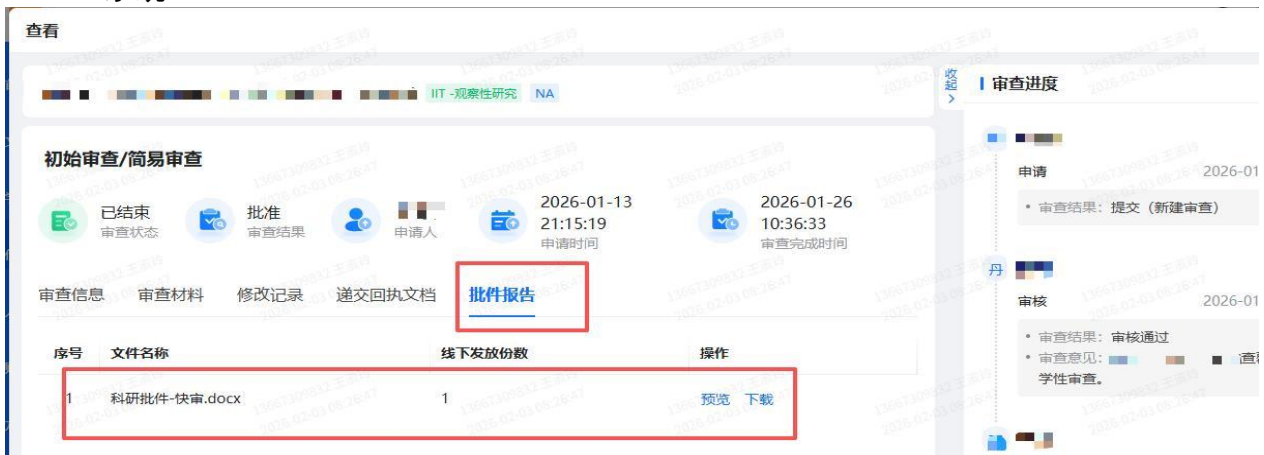 查看
IIT -观察性研究 NA
收起 >
审查进度
初始审查/简易审查
已结束
审查状态
批准
审查结果
申请人
2026-01-13
21:15:19
申请时间
2026-01-26
10:36:33
审查完成时间
审查信息 审查材料 修改记录 递交回执文档 批件报告
序号 文件名称 线下发放份数 操作
1 科研批件-快审.docx 1 预览 下载
申请 2026-01
• 审查结果：提交（新建审查）
丹
审核 2026-01
• 审查结果：审核通过
• 审查意见：
学性审查。